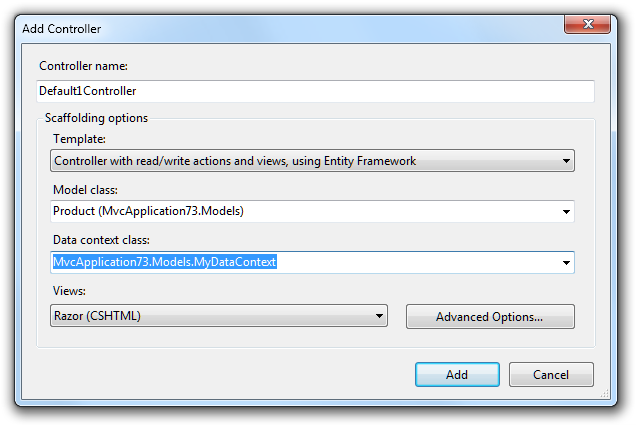 Add Controller
Controller name:
Default1Controller
Scaffolding options
Template:
Controller with read/write actions and views, using Entity Framework
Model class:
Product (MvcApplication73.Models)
Data context class:
MvcApplication73.Models.MyDataContext
Views:
Razor (CSHTML)
Advanced Options...
Add
Cancel